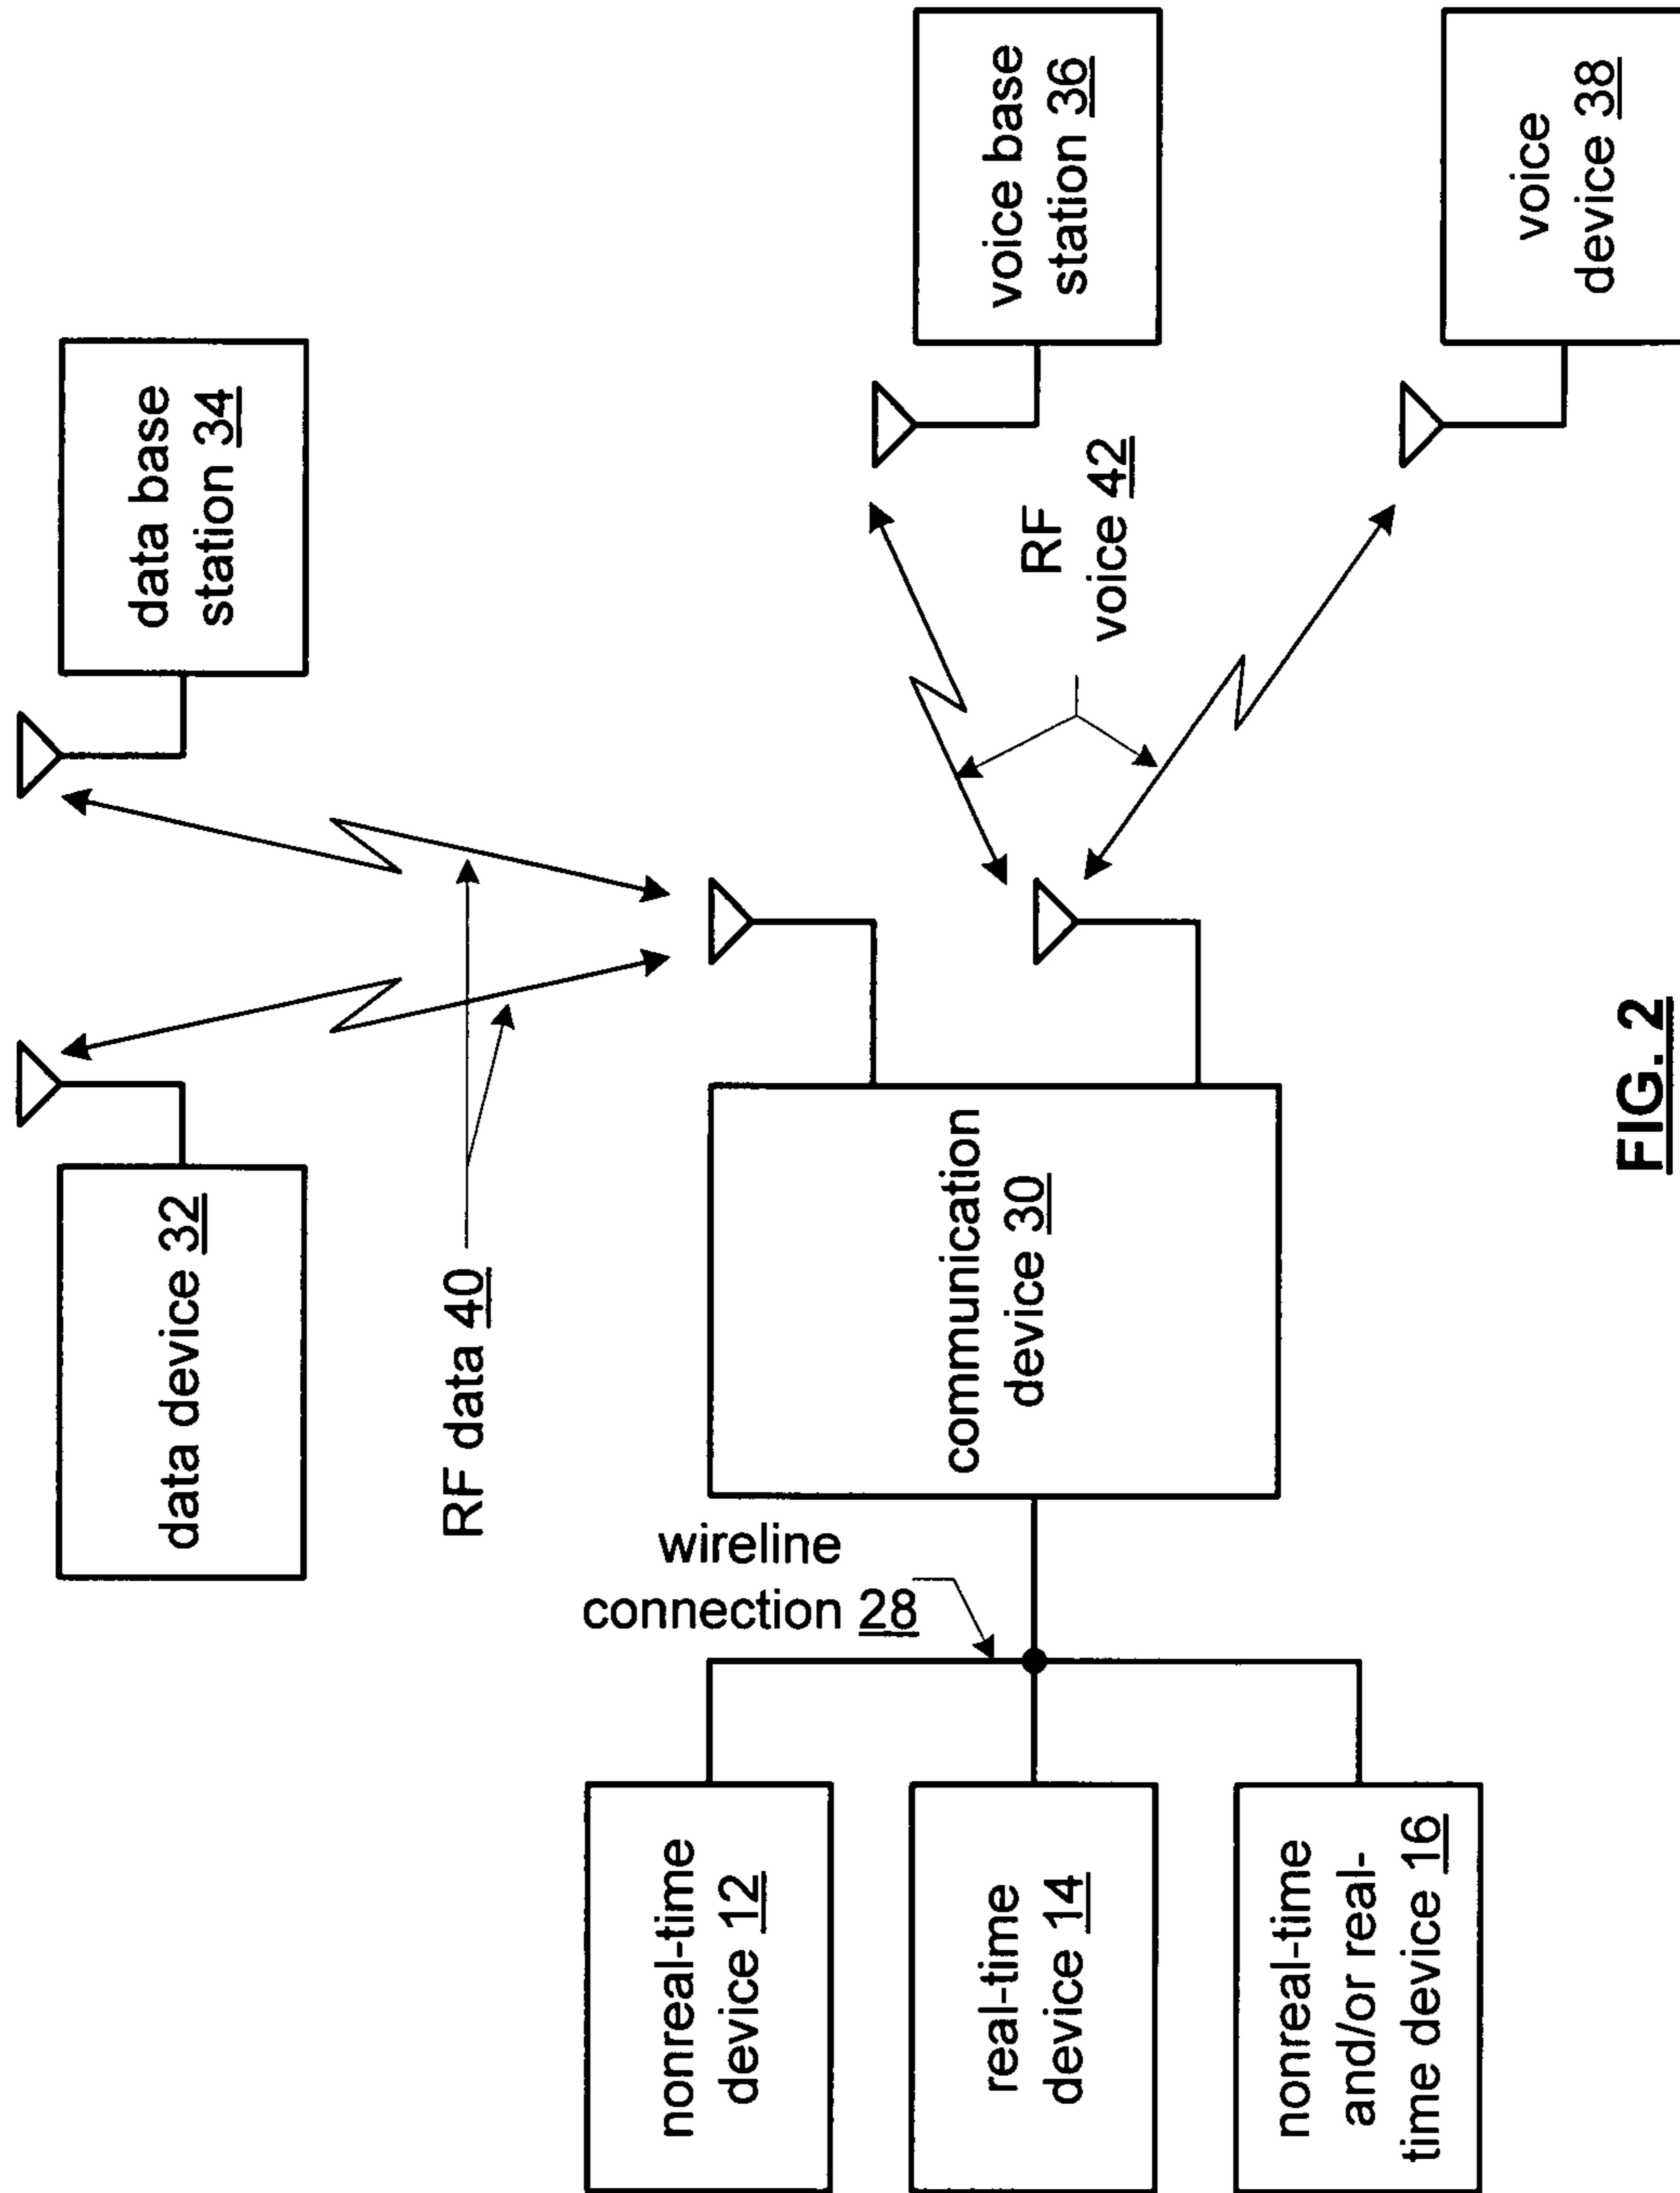 data device 32
data base
station 34
RF data 40
wireline
connection 28
nonreal-time
device 12
real-time
device 14
nonreal-time
and/or real-
time device 16
communication
device 30
RF
voice 42
voice base
station 36
voice
device 38
FIG. 2